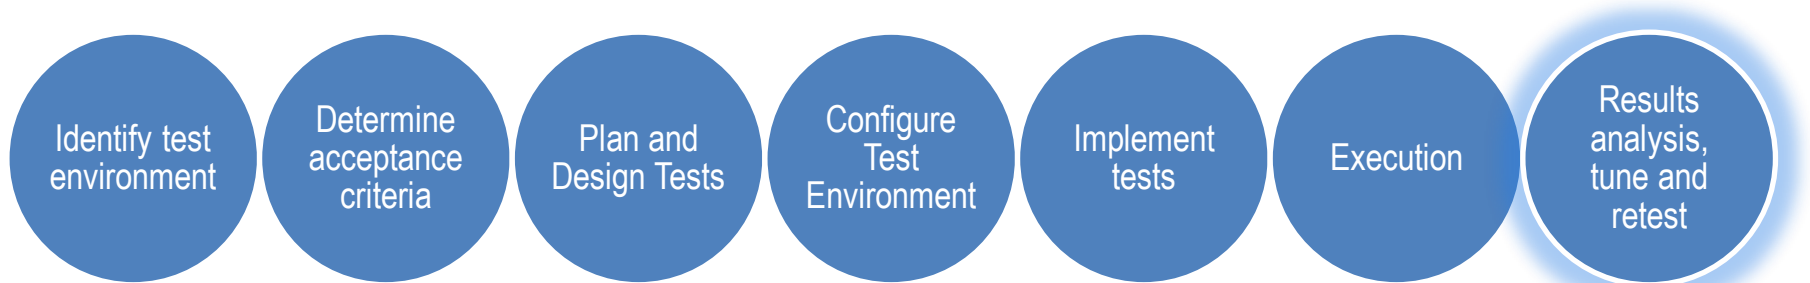 Identify test
environment
Determine
acceptance
criteria
Plan and
Design Tests
Configure
Test
Environment
Implement
tests
Execution
Results
analysis,
tune and
retest